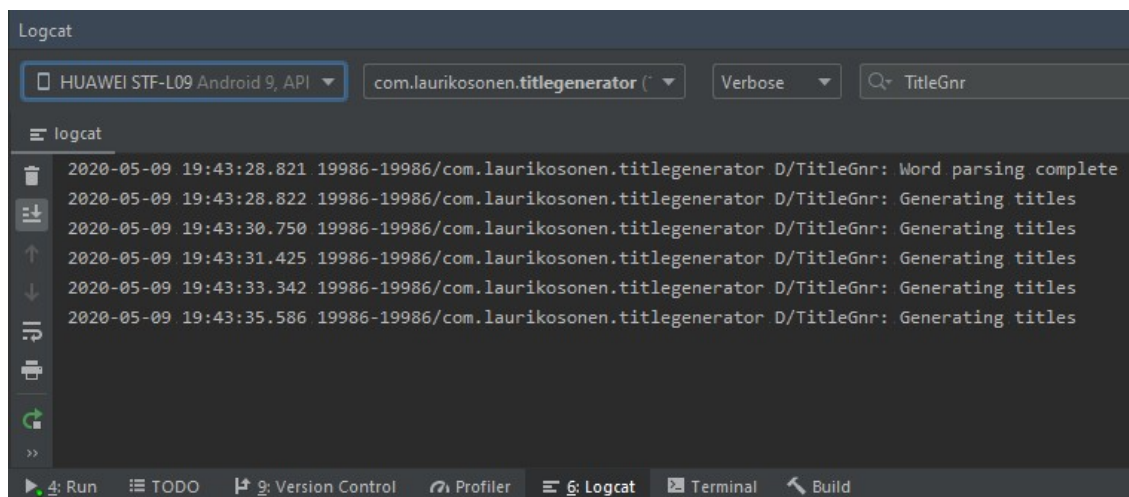 Logcat
HUAWEI STF-L09 Android 9, API
com.laurikosonen.titlegenerator (
Verbose
TitleGnr
logcat
2020-05-09 19:43:28.821 19986-19986/com.laurikosonen.titlegenerator D/TitleGnr: Word parsing complete
2020-05-09 19:43:28.822 19986-19986/com.laurikosonen.titlegenerator D/TitleGnr: Generating titles
2020-05-09 19:43:30.750 19986-19986/com.laurikosonen.titlegenerator D/TitleGnr: Generating titles
2020-05-09 19:43:31.425 19986-19986/com.laurikosonen.titlegenerator D/TitleGnr: Generating titles
2020-05-09 19:43:33.342 19986-19986/com.laurikosonen.titlegenerator D/TitleGnr: Generating titles
2020-05-09 19:43:35.586 19986-19986/com.laurikosonen.titlegenerator D/TitleGnr: Generating titles
4: Run TODO 9: Version Control Profiler 6: Logcat Terminal Build